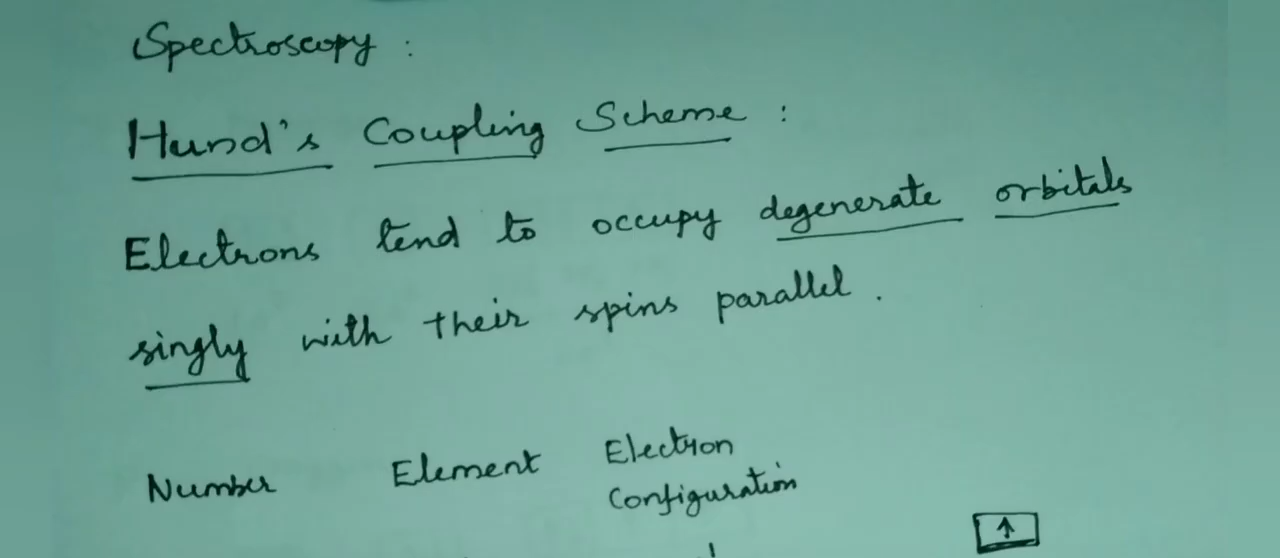 Spectroscopy :
Hund's Coupling Scheme :
Electrons tend to occupy degenerate orbitals
singly with their spins parallel .
Number Element Electron
Configuration
↑